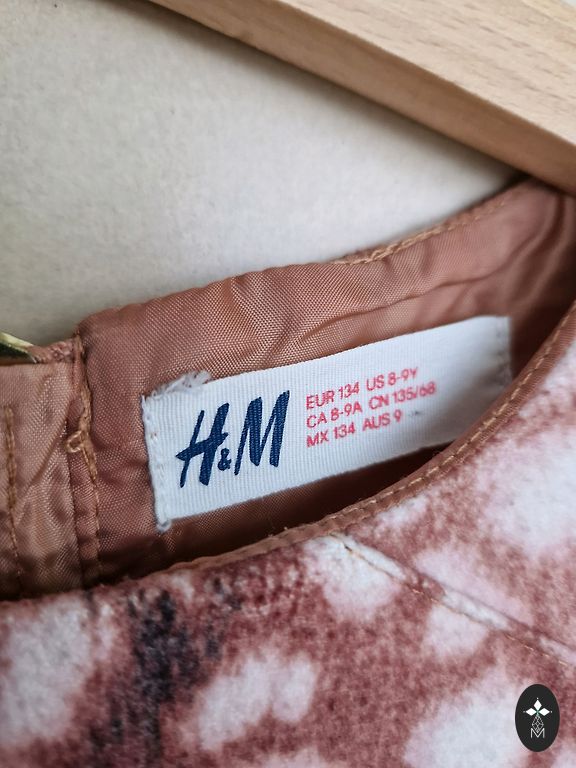 H&M
EUR 134 US 8-9Y
CA 8-9A CN 135/68
MX 134 AUS 9
M